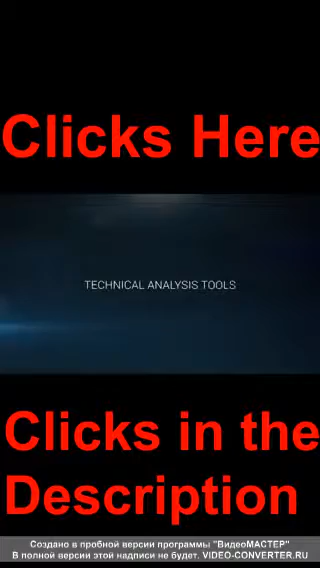 Clicks Here
TECHNICAL ANALYSIS TOOLS
Clicks in the
Description
Создано в пробной версии программы "ВидеоМАСТЕР"
В полной версии этой надписи не будет. VIDEO-CONVERTER.RU